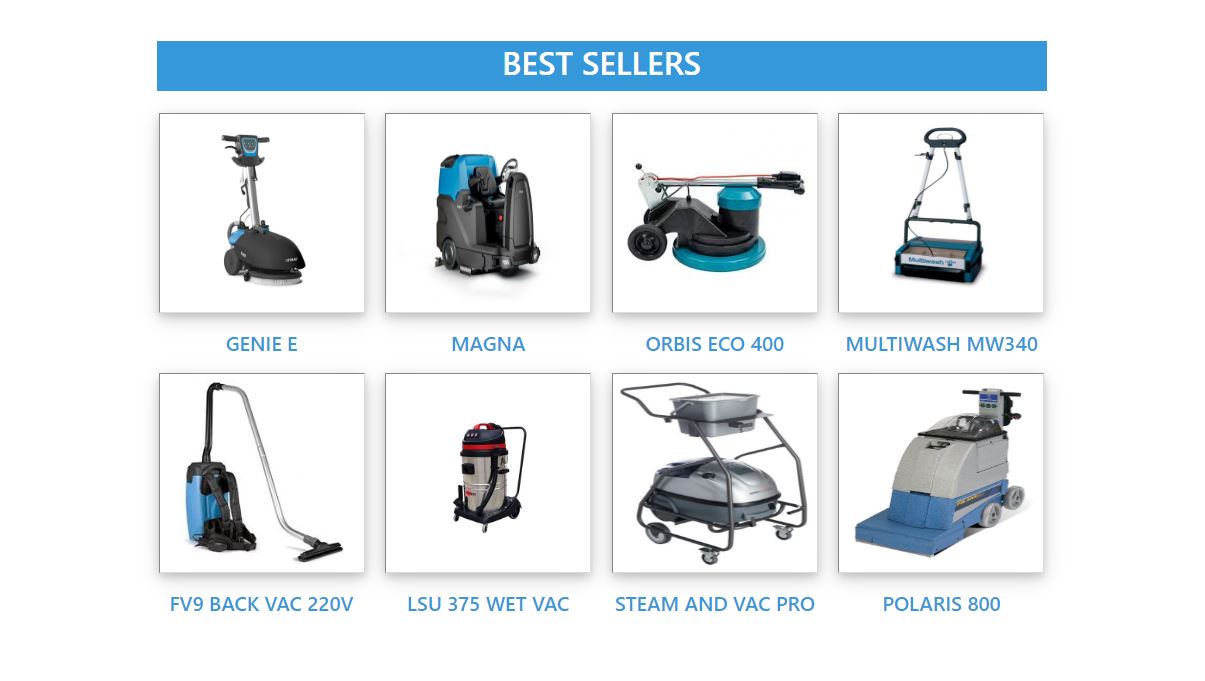 BEST SELLERS
GENIE E
MAGNA
ORBIS ECO 400
Multiwash
MULTIWASH MW340
FV9 BACK VAC 220V
LSU 375 WET VAC
STEAM AND VAC PRO
POLARIS 800